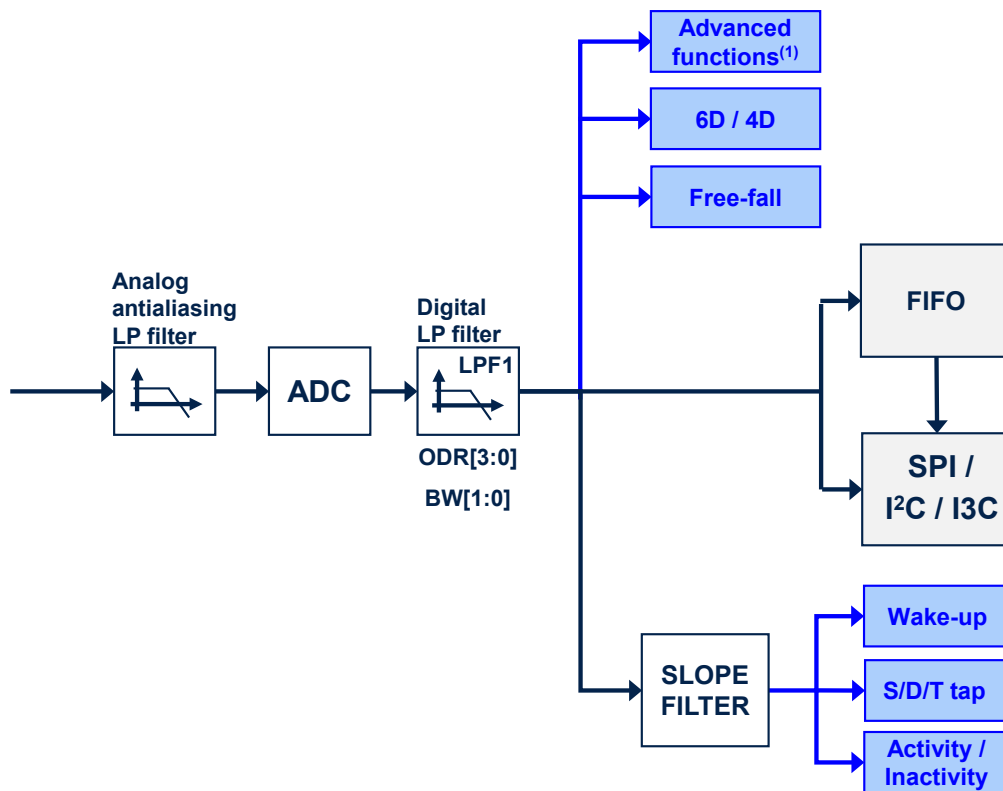 Advanced
functions(1)
6D / 4D
Free-fall
Analog
antialiasing
LP filter
Digital
LP filter
LPF1
ADC
ODR[3:0]
BW[1:0]
FIFO
SPI /
I²C / I3C
SLOPE
FILTER
Wake-up
S/D/T tap
Activity /
Inactivity